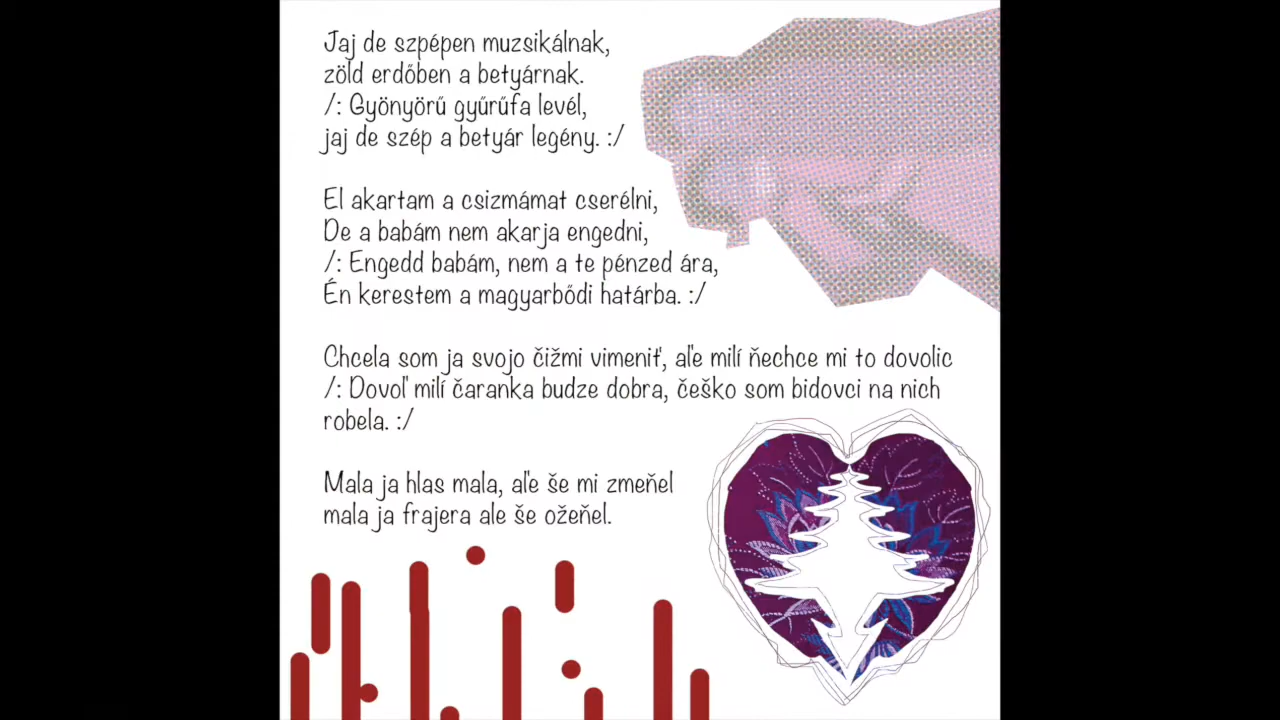 Jaj de szpépen muzsikálnak,
zöld erdőben a betyárnak.
/: Gyönyörű gyűrűfa levél,
jaj de szép a betyár legény. :/
El akartam a csizmámat cserélni,
De a babám nem akarja engedni,
/: Engedd babám, nem a te pénzed ára,
Én kerestem a magyarbődi határba. :/
Chcela som ja svojo čižmi vimeniť, aľe milí ňechce mi to dovolic
/: Dovoľ milí čaranka budze dobra, češko som bidovci na nich
robela. :/
Mala ja hlas mala, aľe še mi zmeňel
mala ja frajera ale še ožeňel.